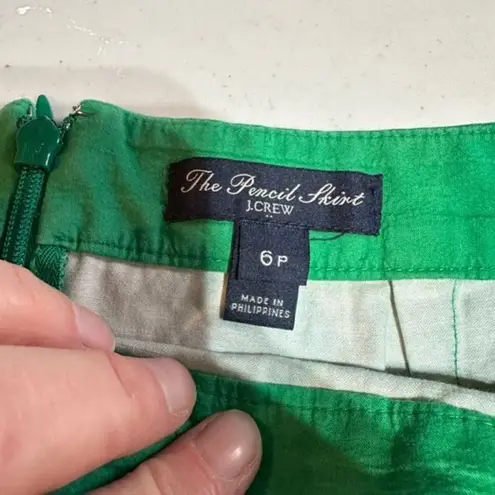 The Pencil Skirt
J.CREW
6P
MADE IN
PHILIPPINES